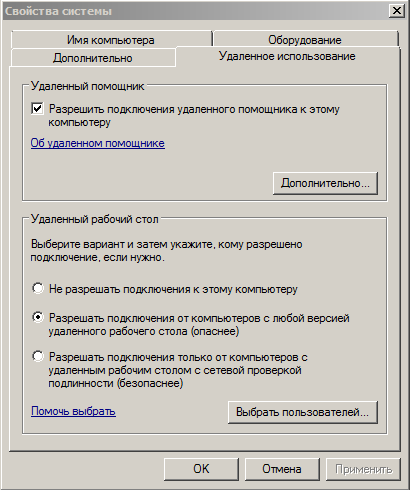 Свойства системы
Имя компьютера
Оборудование
Дополнительно
Удаленное использование
Удаленный помощник
Разрешить подключения удаленного помощника к этому
компьютеру
Об удаленном помощнике
Дополнительно...
Удаленный рабочий стол
Выберите вариант и затем укажите, кому разрешено
подключение, если нужно.
Не разрешать подключения к этому компьютеру
Разрешать подключения от компьютеров с любой версией
удаленного рабочего стола (опаснее)
Разрешать подключения только от компьютеров с
удаленным рабочим столом с сетевой проверкой
подлинности (безопаснее)
Помочь выбрать
Выбрать пользователей...
OK
Отмена
Применить